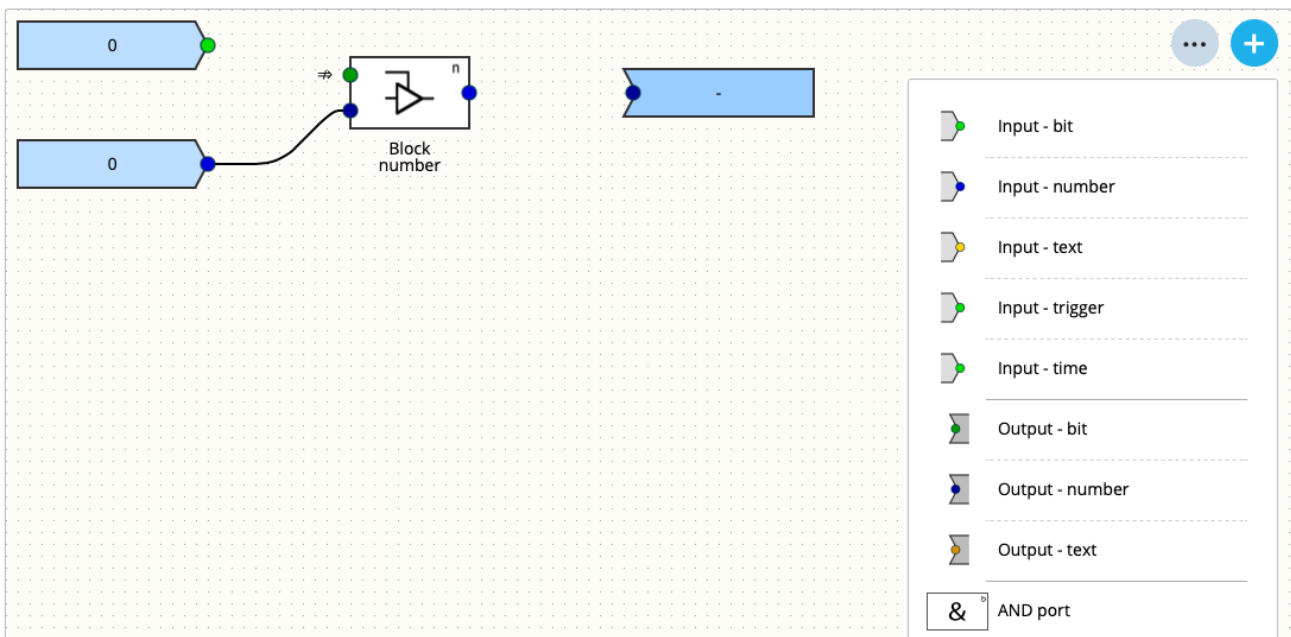 0
n
-
Block
number
0
Input - bit
Input - number
Input - text
Input - trigger
Input - time
Output - bit
Output - number
Output - text
& b AND port